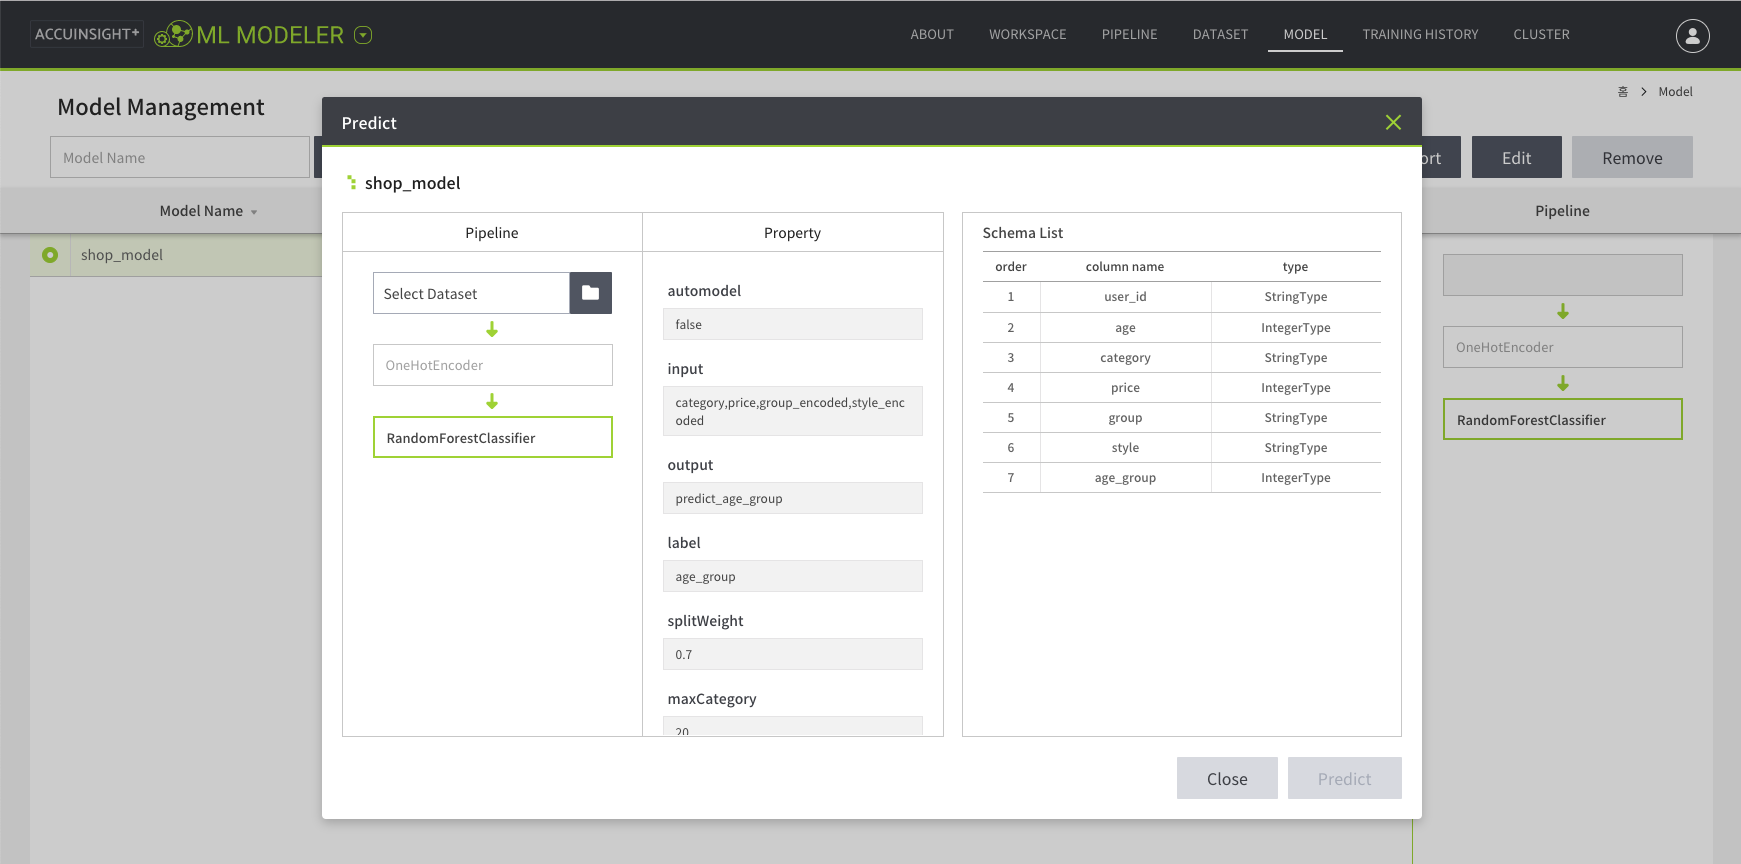 ACCUINSIGHT+ ML MODELER
ABOUT WORKSPACE PIPELINE DATASET MODEL TRAINING HISTORY CLUSTER
Model Management
홈 > Model
Model Name
Edit
Remove
Model Name
Pipeline
shop_model
OneHotEncoder
RandomForestClassifier
Predict
shop_model
Pipeline
Select Dataset
OneHotEncoder
RandomForestClassifier
Property
automodel
false
input
category,price,group_encoded,style_enc
oded
output
predict_age_group
label
age_group
splitWeight
0.7
maxCategory
20
Schema List
order column name type
1 user_id StringType
2 age IntegerType
3 category StringType
4 price IntegerType
5 group StringType
6 style StringType
7 age_group IntegerType
Close
Predict